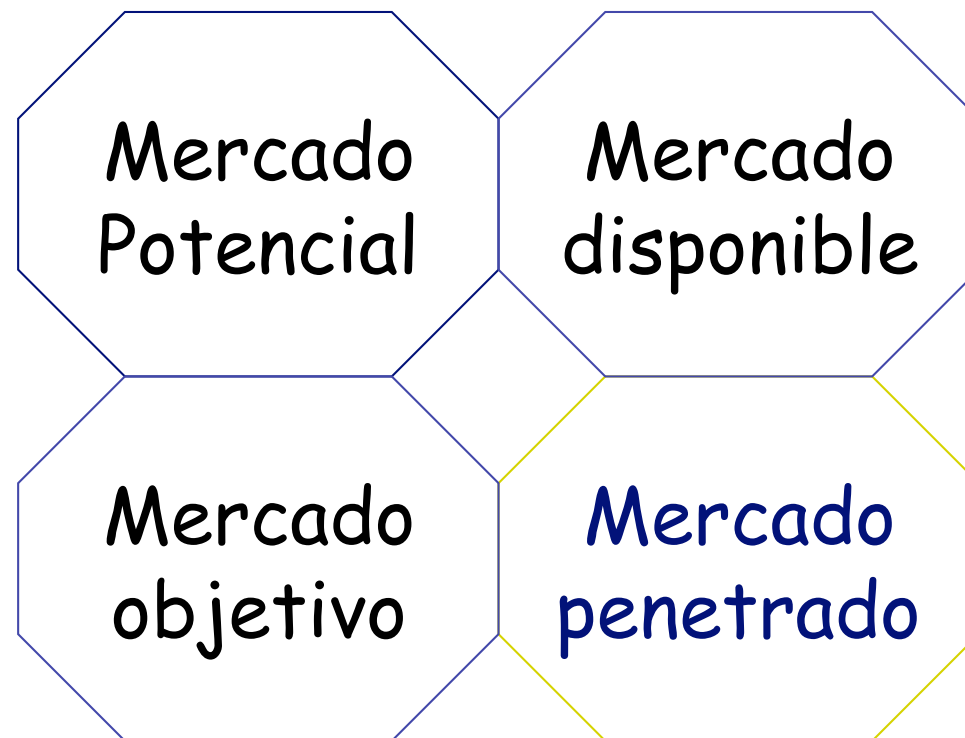 Mercado
Potencial
Mercado
disponible
Mercado
objetivo
Mercado
penetrado